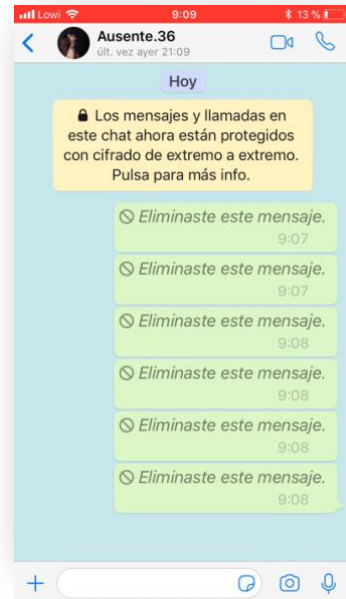 Lowi 9:09 13 %
Ausente.36
últ. vez ayer 21:09
Hoy
Los mensajes y llamadas en
este chat ahora están protegidos
con cifrado de extremo a extremo.
Pulsa para más info.
Eliminaste este mensaje.
9:07
Eliminaste este mensaje.
9:07
Eliminaste este mensaje.
9:08
Eliminaste este mensaje.
9:08
Eliminaste este mensaje.
9:08
Eliminaste este mensaje.
9:08